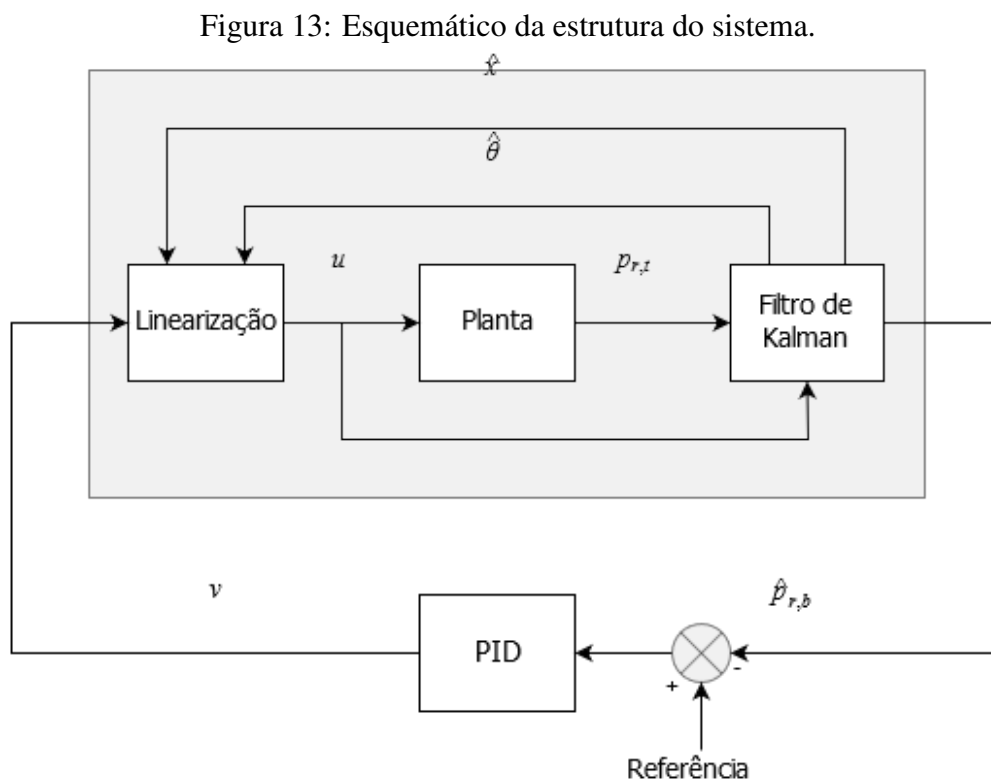 Figura 13: Esquemático da estrutura do sistema.
x̂
θ̂
u
p_{r,t}
Linearização
Planta
Filtro de
Kalman
v
p̂_{r,b}
PID
-
+
Referência